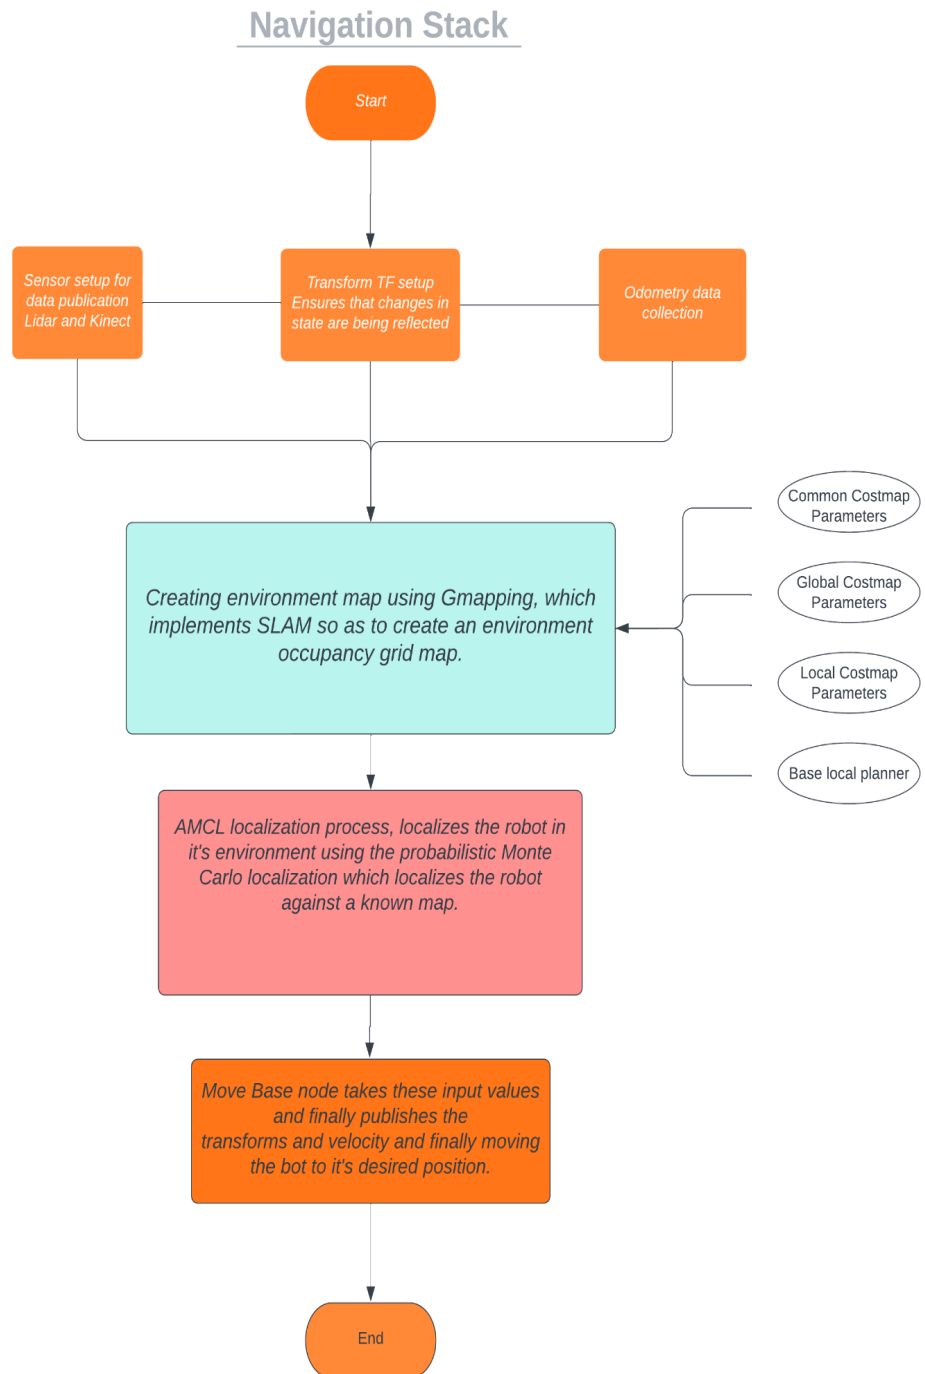 Navigation Stack
Start
Sensor setup for
data publication
Lidar and Kinect
Transform TF setup
Ensures that changes in
state are being reflected
Odometry data
collection
Common Costmap
Parameters
Global Costmap
Parameters
Local Costmap
Parameters
Base local planner
Creating environment map using Gmapping, which
implements SLAM so as to create an environment
occupancy grid map.
AMCL localization process, localizes the robot in
it's environment using the probabilistic Monte
Carlo localization which localizes the robot
against a known map.
Move Base node takes these input values
and finally publishes the
transforms and velocity and finally moving
the bot to it's desired position.
End